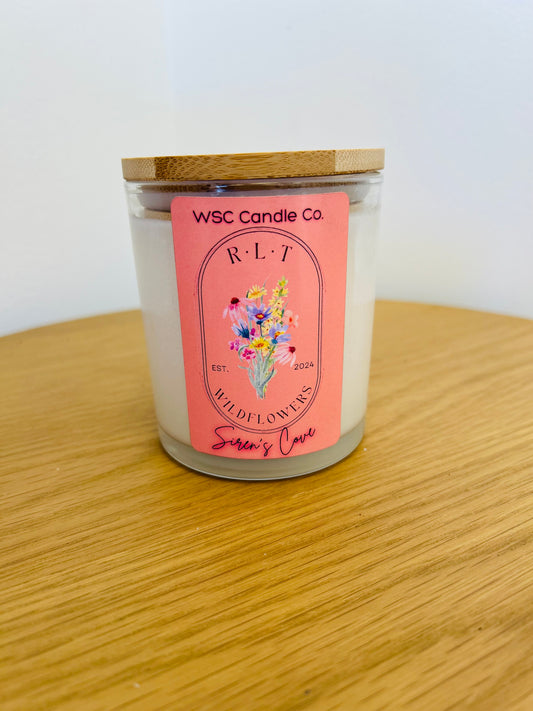 WSC Candle Co.
R·L·T
EST. 2024
WILDFLOWERS
Siren's Cove